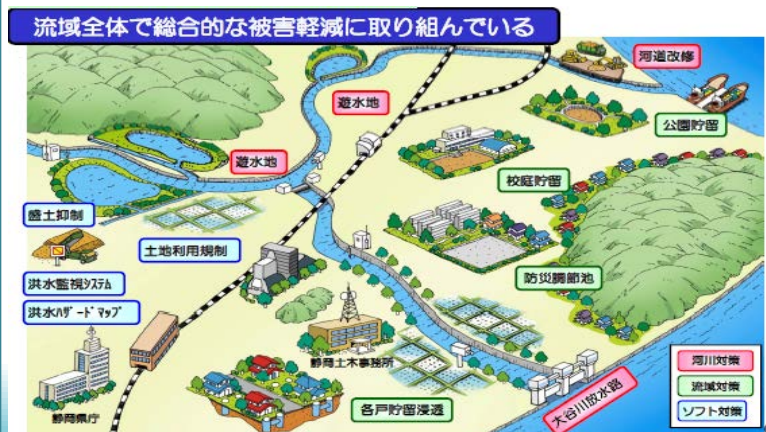 流域全体で総合的な被害軽減に取り組んでいる
河道改修
遊水地
公園貯留
遊水地
校庭貯留
盛土抑制
土地利用規制
防災調節池
洪水監視ｼｽﾃﾑ
洪水ﾊｻﾞｰﾄﾞﾏｯﾌﾟ
静岡土木事務所
静岡県庁
各戸貯留浸透
大谷川放水路
河川対策
流域対策
ソフト対策